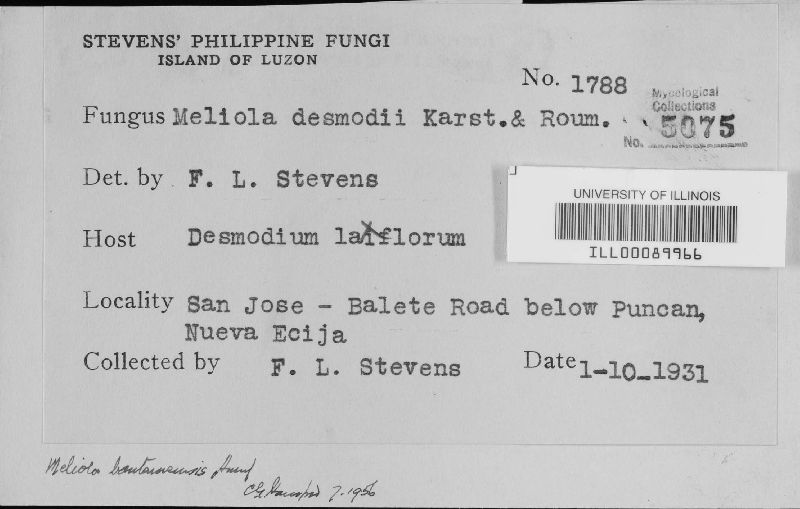 STEVENS' PHILIPPINE FUNGI
ISLAND OF LUZON
No. 1788
Mycological
Collections
Fungus Meliola desmodii Karst.& Roum.
No. 5075
Det. by F. L. Stevens
UNIVERSITY OF ILLINOIS
ILL00089966
Host Desmodium laxflorum
Locality San Jose - Balete Road below Puncan,
Nueva Ecija
Collected by F. L. Stevens Date 1-10-1931
Meliola
7.1956